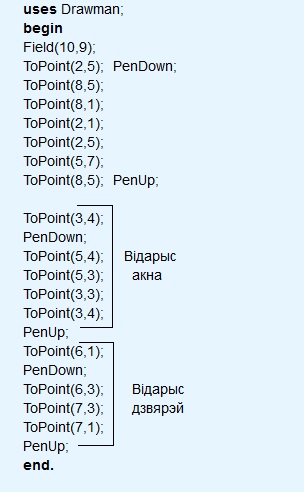 uses Drawman;
begin
Field(10,9);
ToPoint(2,5); PenDown;
ToPoint(8,5);
ToPoint(8,1);
ToPoint(2,1);
ToPoint(2,5);
ToPoint(5,7);
ToPoint(8,5); PenUp;
ToPoint(3,4);
PenDown;
ToPoint(5,4); Відарыс
ToPoint(5,3); акна
ToPoint(3,3);
ToPoint(3,4);
PenUp;
ToPoint(6,1);
PenDown;
ToPoint(6,3); Відарыс
ToPoint(7,3); дзвярэй
ToPoint(7,1);
PenUp;
end.